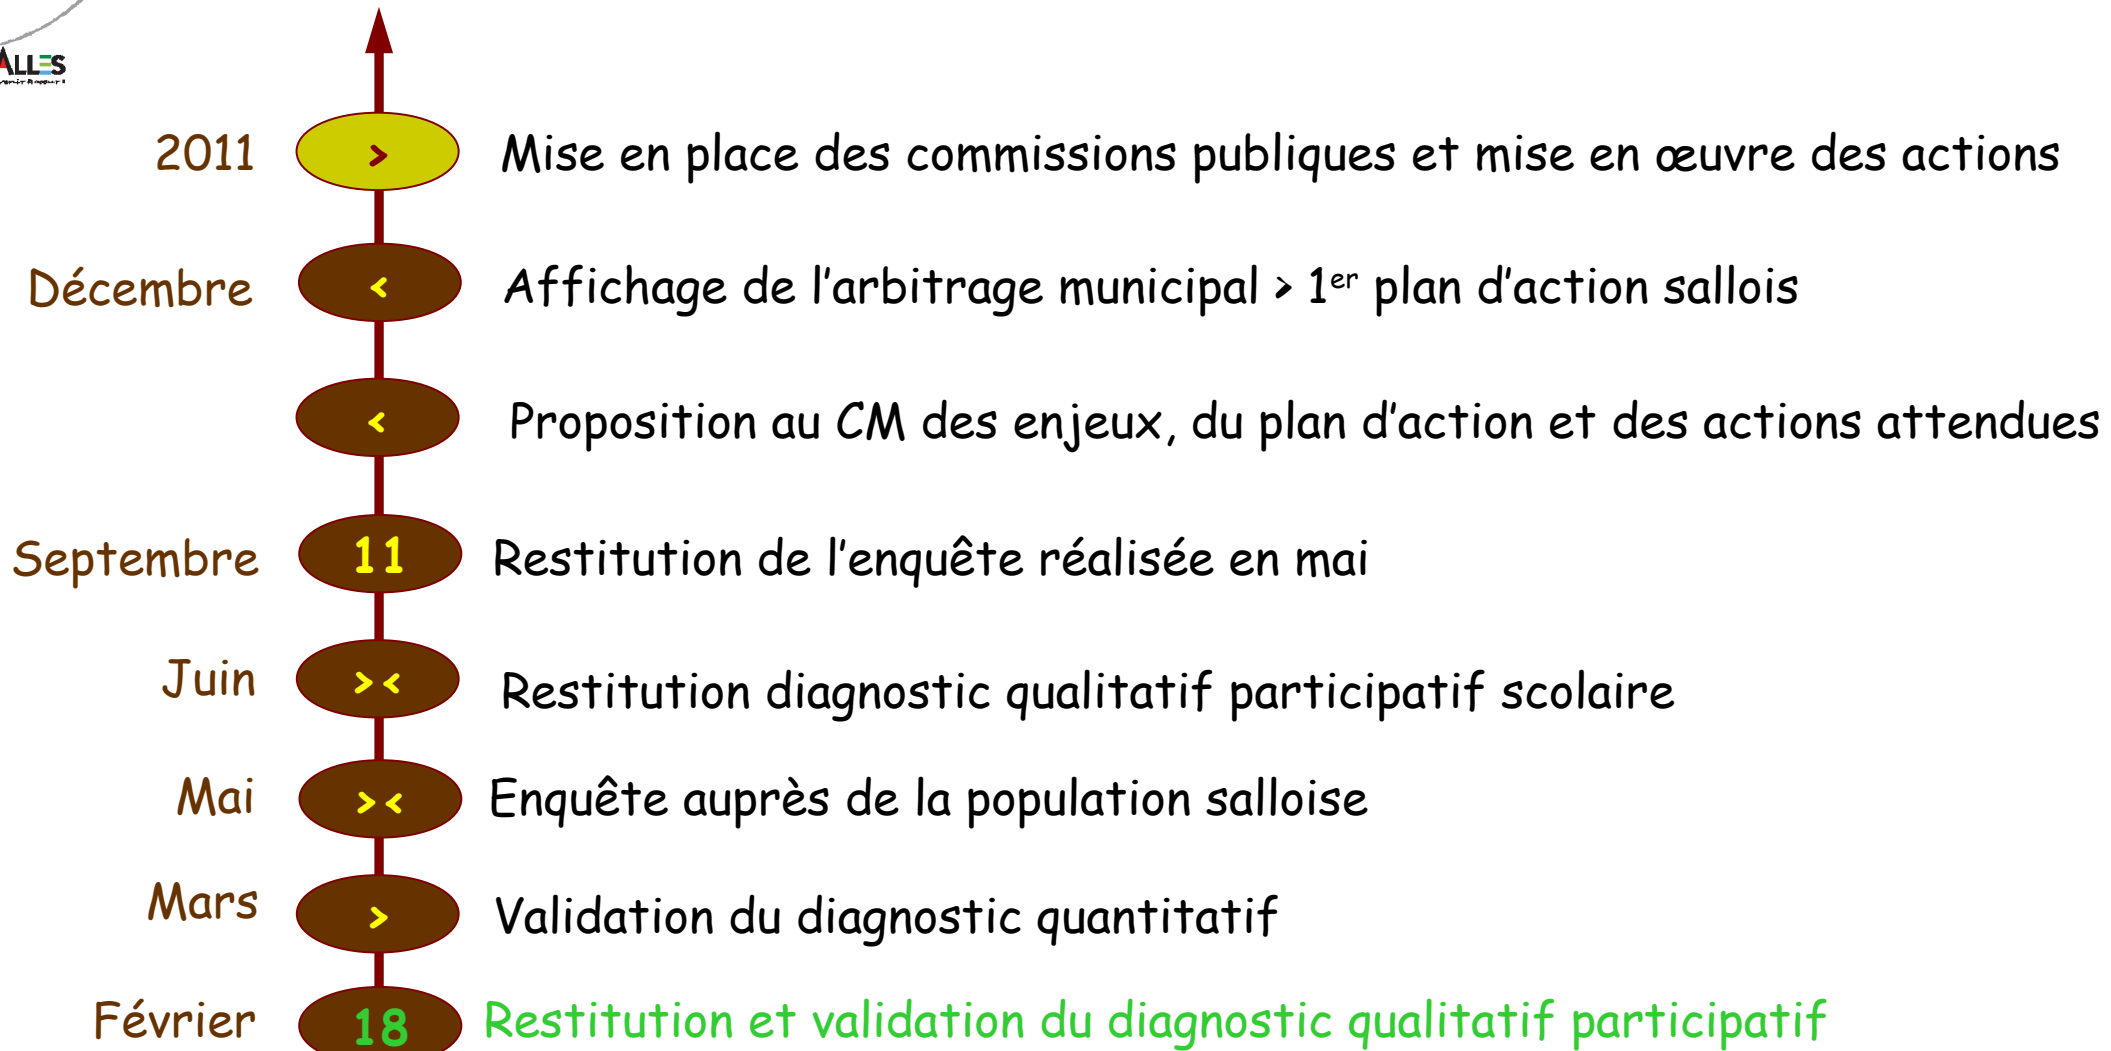 ALLES
2011 > Mise en place des commissions publiques et mise en œuvre des actions
Décembre < Affichage de l'arbitrage municipal > 1er plan d'action sallois
< Proposition au CM des enjeux, du plan d'action et des actions attendues
Septembre 11 Restitution de l'enquête réalisée en mai
Juin > < Restitution diagnostic qualitatif participatif scolaire
Mai > < Enquête auprès de la population salloise
Mars > Validation du diagnostic quantitatif
Février 18 Restitution et validation du diagnostic qualitatif participatif